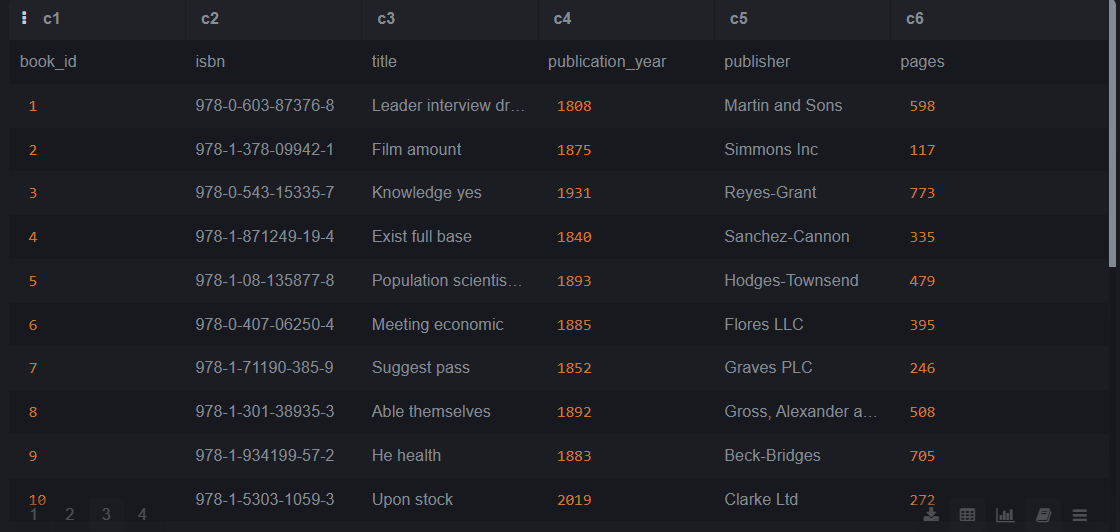 c1 c2 c3 c4 c5 c6
book_id isbn title publication_year publisher pages
1 978-0-603-87376-8 Leader interview dr… 1808 Martin and Sons 598
2 978-1-378-09942-1 Film amount 1875 Simmons Inc 117
3 978-0-543-15335-7 Knowledge yes 1931 Reyes-Grant 773
4 978-1-871249-19-4 Exist full base 1840 Sanchez-Cannon 335
5 978-1-08-135877-8 Population scientis… 1893 Hodges-Townsend 479
6 978-0-407-06250-4 Meeting economic 1885 Flores LLC 395
7 978-1-71190-385-9 Suggest pass 1852 Graves PLC 246
8 978-1-301-38935-3 Able themselves 1892 Gross, Alexander a… 508
9 978-1-934199-57-2 He health 1883 Beck-Bridges 705
10 978-1-5303-1059-3 Upon stock 2019 Clarke Ltd 272
1 2 3 4